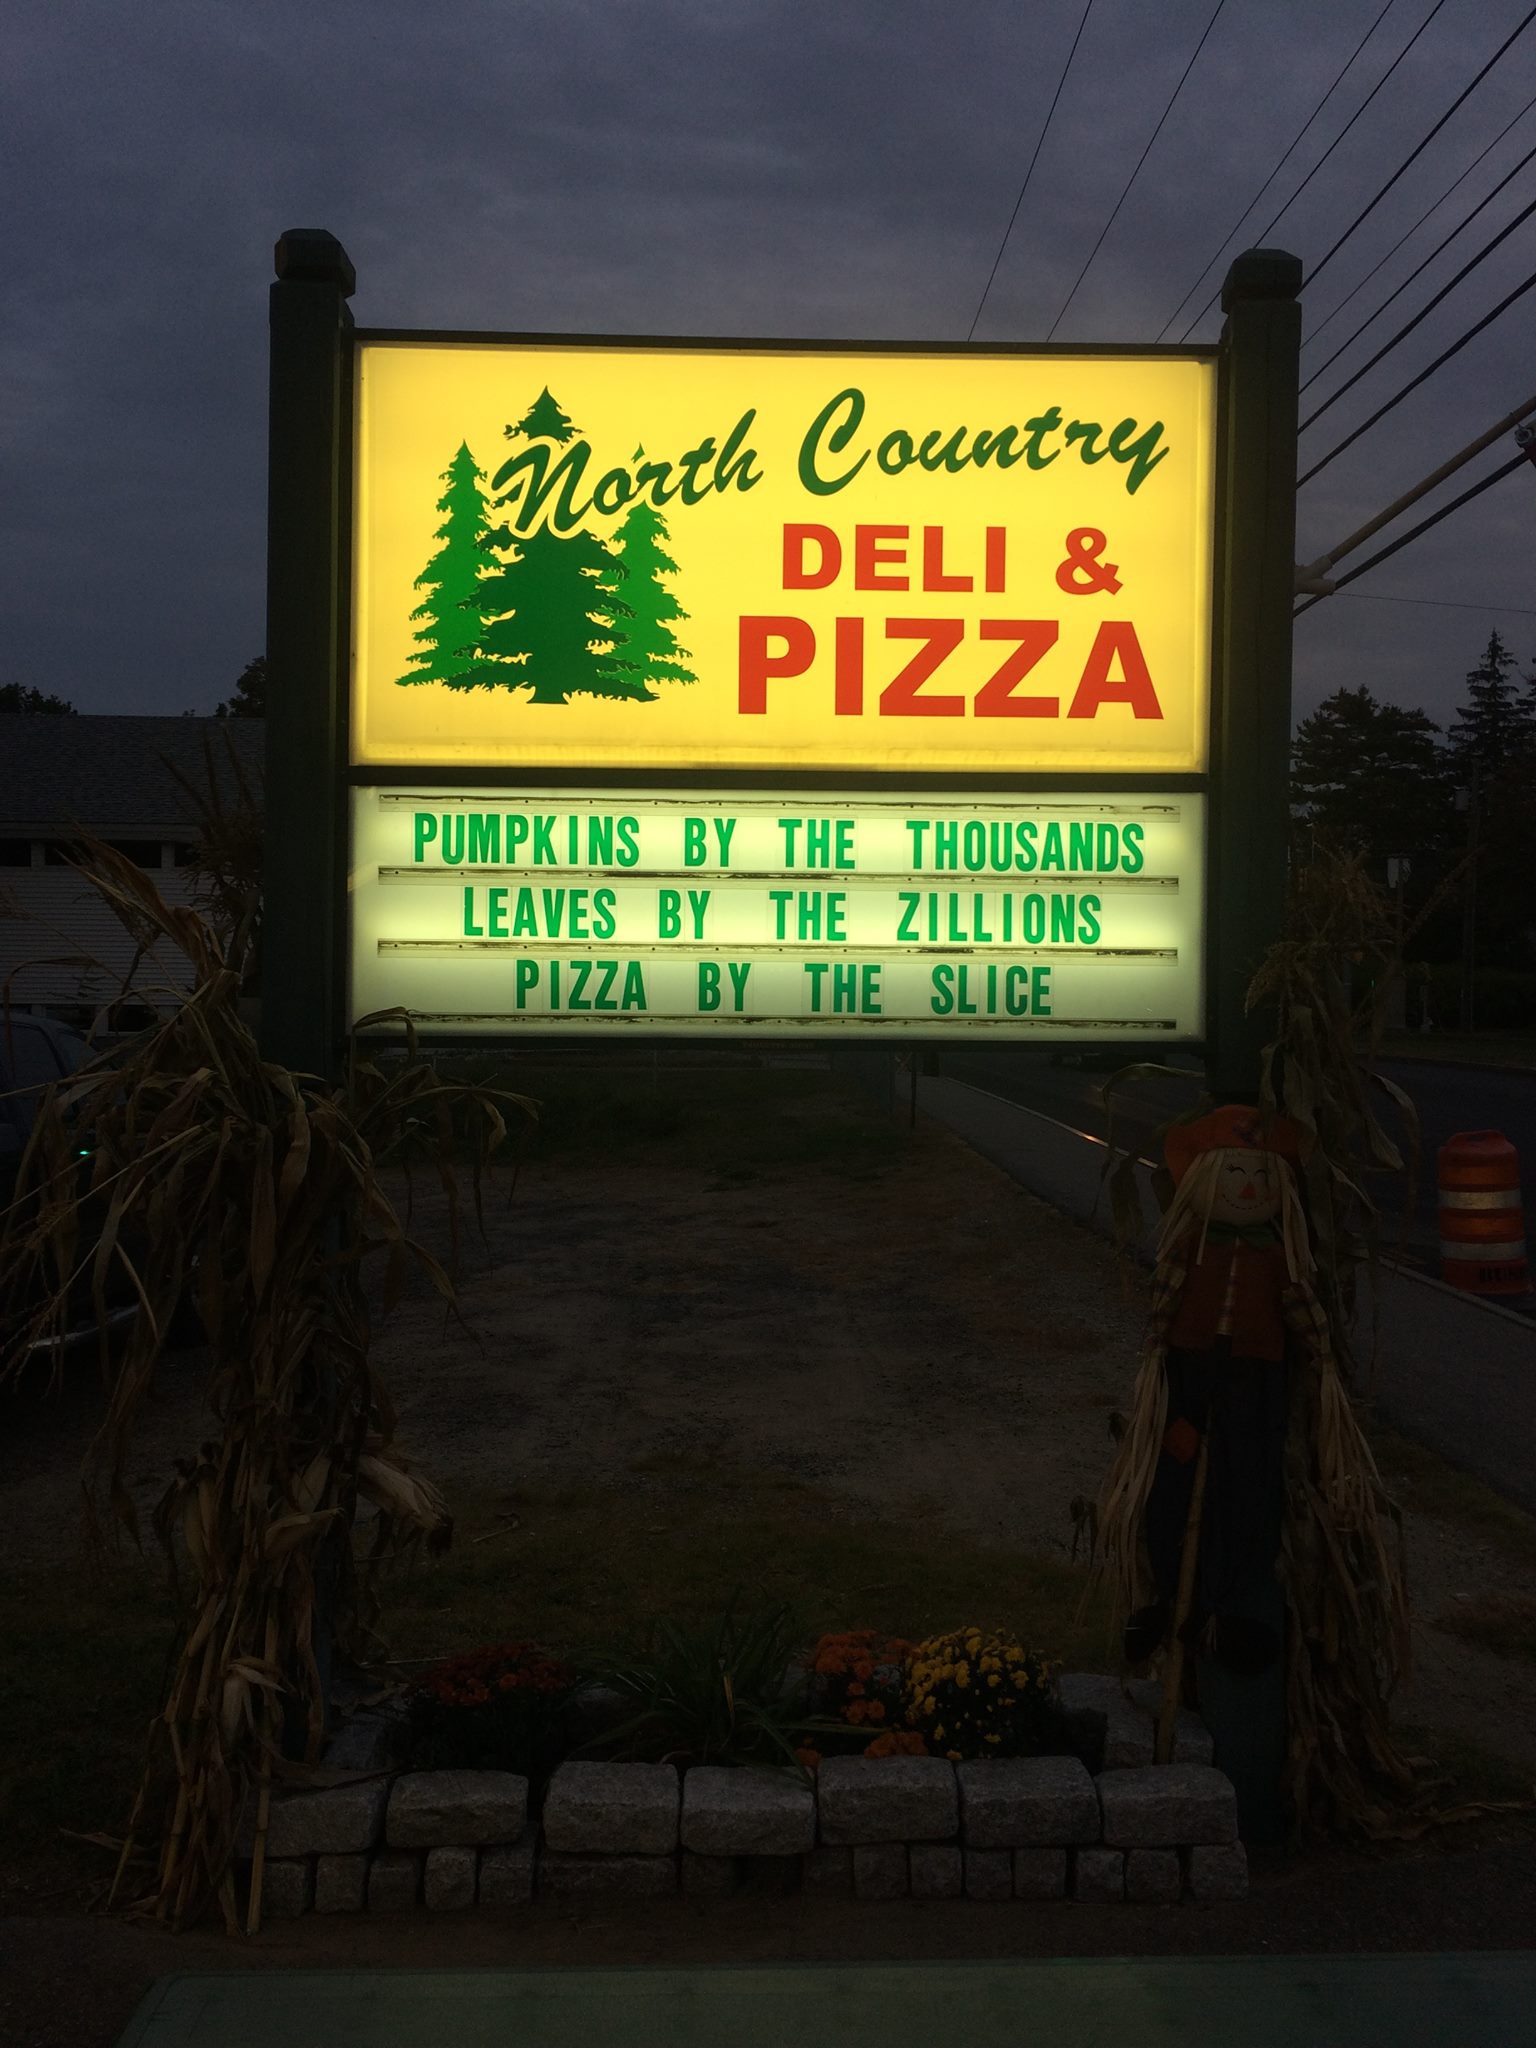 North Country
DELI &
PIZZA
PUMPKINS BY THE THOUSANDS
LEAVES BY THE ZILLIONS
PIZZA BY THE SLICE